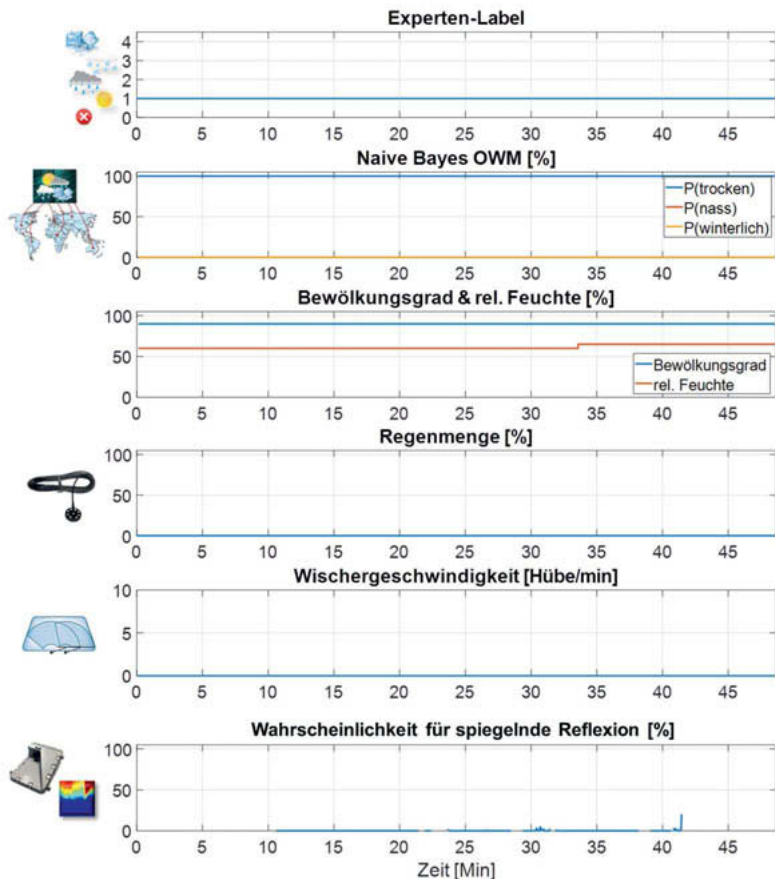 Experten-Label
4
3
2
1
0
0 5 10 15 20 25 30 35 40 45
Naive Bayes OWM [%]
100
50
0
P(trocken)
P(nass)
P(winterlich)
0 5 10 15 20 25 30 35 40 45
Bewölkungsgrad & rel. Feuchte [%]
100
50
0
Bewölkungsgrad
rel. Feuchte
0 5 10 15 20 25 30 35 40 45
Regenmenge [%]
100
50
0
0 5 10 15 20 25 30 35 40 45
Wischergeschwindigkeit [Hübe/min]
10
5
0
0 5 10 15 20 25 30 35 40 45
Wahrscheinlichkeit für spiegelnde Reflexion [%]
100
50
0
0 5 10 15 20 25 30 35 40 45
Zeit [Min]